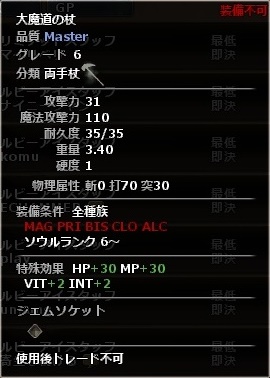 GP
装備不可
大魔道の杖
品質 Master
グレード 6
分類 両手杖
攻撃力 31
魔法攻撃力 110
耐久度 35/35
重量 3.40
硬度 1
物理属性 斬0 打70 突30
装備条件 全種族
MAG PRI BIS CLO ALC
ソウルランク 6~
特殊効果 HP+30 MP+30
VIT+2 INT+2
ジェムソケット
使用後トレード不可